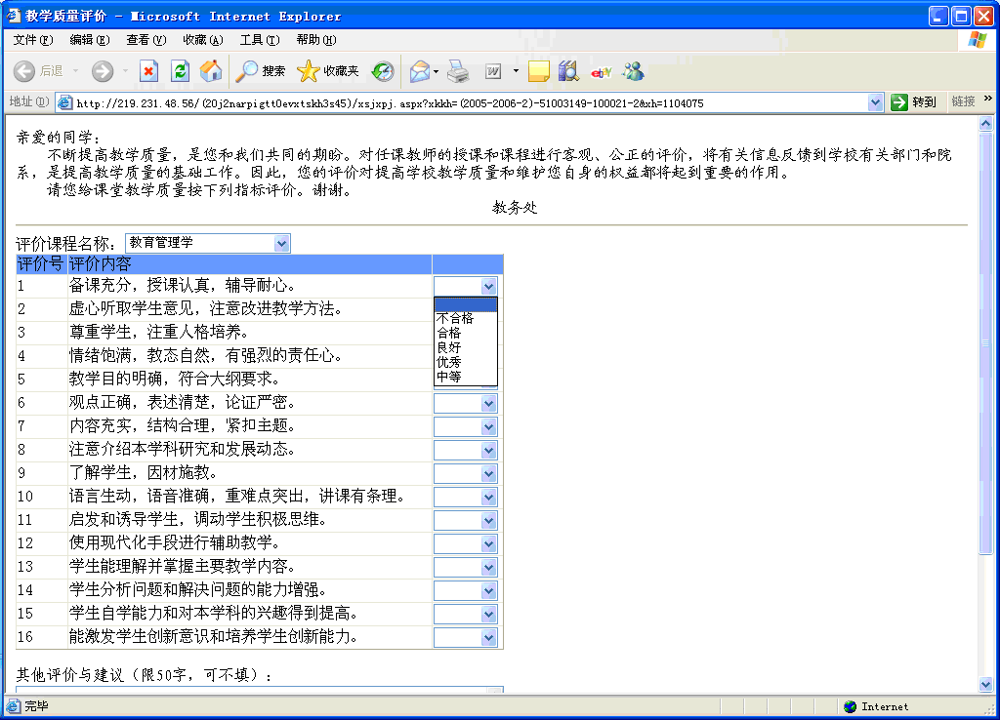 教学质量评价 - Microsoft Internet Explorer
文件(F) 编辑(E) 查看(V) 收藏(A) 工具(T) 帮助(H)
后退 搜索 收藏夹 W ebY
地址(D) http://219.231.48.56/(20j2narpigtt0evxtskh3s45)/xsjxpj.aspx?xkkh=(2005-2006-2)-51003149-100021-2&xh=1104075 转到 链接 »
亲爱的同学：
不断提高教学质量，是您和我们共同的期盼。对任课教师的授课和课程进行客观、公正的评价，将有关信息反馈到学校有关部门和院
系，是提高教学质量的基础工作。因此，您的评价对提高学校教学质量和维护您自身的权益都将起到重要的作用。
请您给课堂教学质量按下列指标评价。谢谢。
教务处
评价课程名称： 教育管理学
评价号 评价内容
1 备课充分，授课认真，辅导耐心。
2 虚心听取学生意见，注意改进教学方法。
3 尊重学生，注重人格培养。
4 情绪饱满，教态自然，有强烈的责任心。
5 教学目的明确，符合大纲要求。
6 观点正确，表述清楚，论证严密。
7 内容充实，结构合理，紧扣主题。
8 注意介绍本学科研究和发展动态。
9 了解学生，因材施教。
10 语言生动，语音准确，重难点突出，讲课有条理。
11 启发和诱导学生，调动学生积极思维。
12 使用现代化手段进行辅助教学。
13 学生能理解并掌握主要教学内容。
14 学生分析问题和解决问题的能力增强。
15 学生自学能力和对本学科的兴趣得到提高。
16 能激发学生创新意识和培养学生创新能力。
不合格
合格
良好
优秀
中等
其他评价与建议（限50字，可不填）：
完毕 Internet